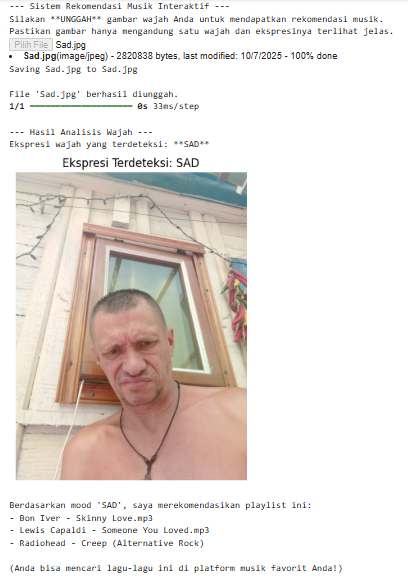 --- Sistem Rekomendasi Musik Interaktif ---
Silakan **UNGGAH** gambar wajah Anda untuk mendapatkan rekomendasi musik.
Pastikan gambar hanya mengandung satu wajah dan ekspresinya terlihat jelas.
Pilih File Sad.jpg
• Sad.jpg(image/jpeg) - 2820838 bytes, last modified: 10/7/2025 - 100% done
Saving Sad.jpg to Sad.jpg
File 'Sad.jpg' berhasil diunggah.
1/1 ━━━━━━━━━━━━━━━━━━━━ 0s 33ms/step
--- Hasil Analisis Wajah ---
Ekspresi wajah yang terdeteksi: **SAD**
Ekspresi Terdeteksi: SAD
Berdasarkan mood 'SAD', saya merekomendasikan playlist ini:
- Bon Iver - Skinny Love.mp3
- Lewis Capaldi - Someone You Loved.mp3
- Radiohead - Creep (Alternative Rock)
(Anda bisa mencari lagu-lagu ini di platform musik favorit Anda!)